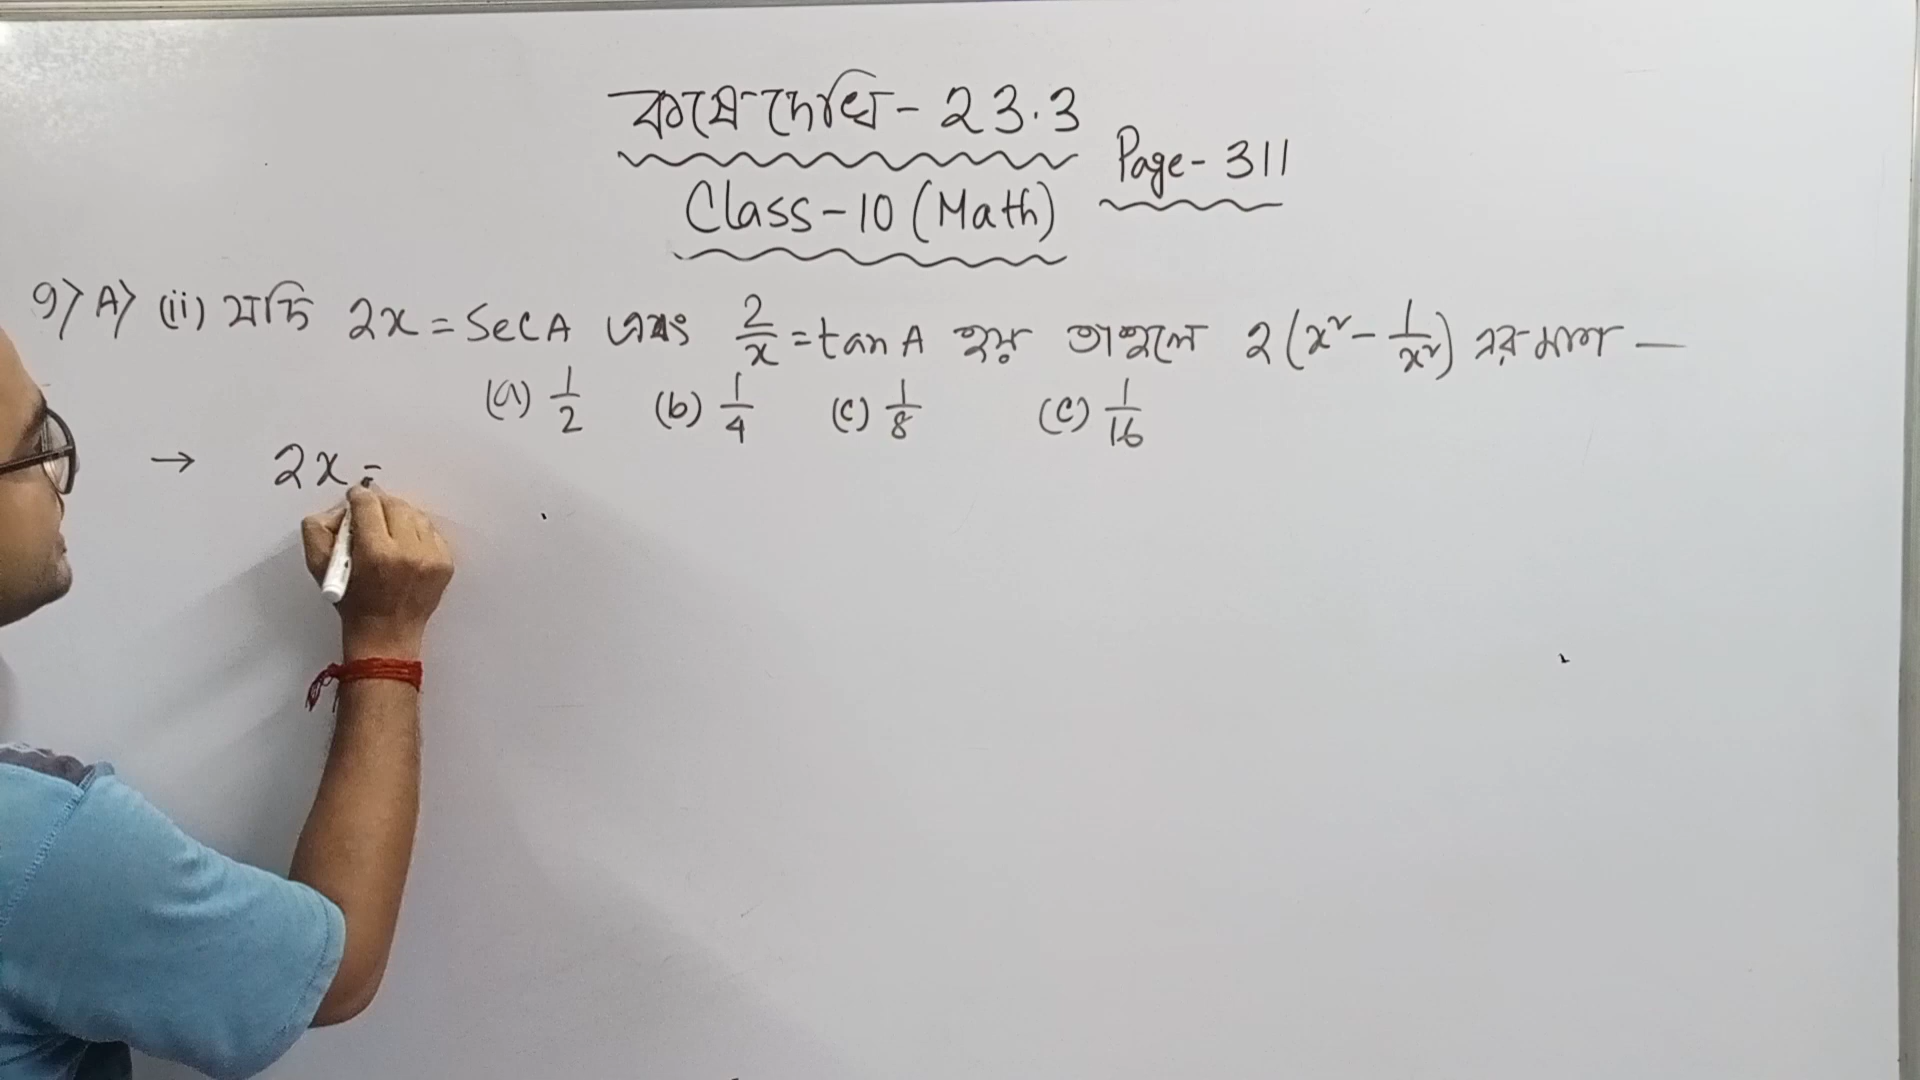 কষে দেখি - 23.3
Page - 311
Class - 10 (Math)
9> A> (ii) যদি 2x = Sec A এবং 2/x = tan A হয় তাহলে 2(x² - 1/x²) এর মান —
(a) 1/2 (b) 1/4 (c) 1/8 (c) 1/16
→ 2x =